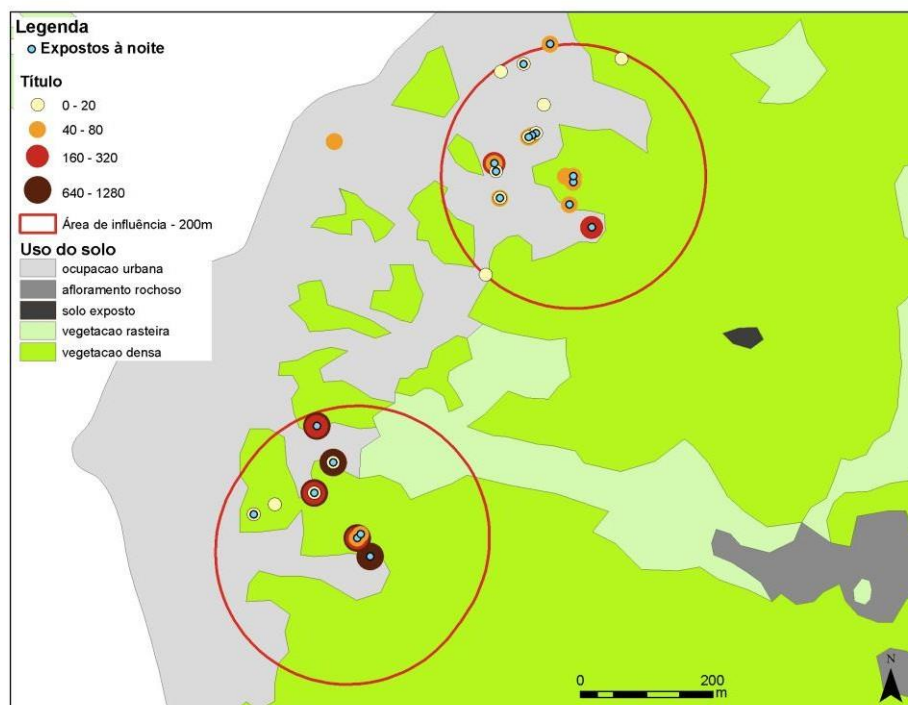 Legenda
Expostos à noite
Título
0 - 20
40 - 80
160 - 320
640 - 1280
Área de influência - 200m
Uso do solo
ocupacao urbana
afloramento rochoso
solo exposto
vegetacao rasteira
vegetacao densa
0 200
m
N